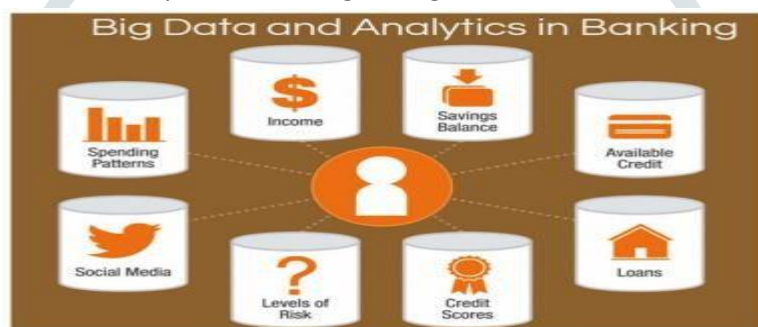 Big Data and Analytics in Banking
Income
Savings
Balance
Spending
Patterns
Available
Credit
Social Media
Loans
Levels of
Risk
Credit
Scores